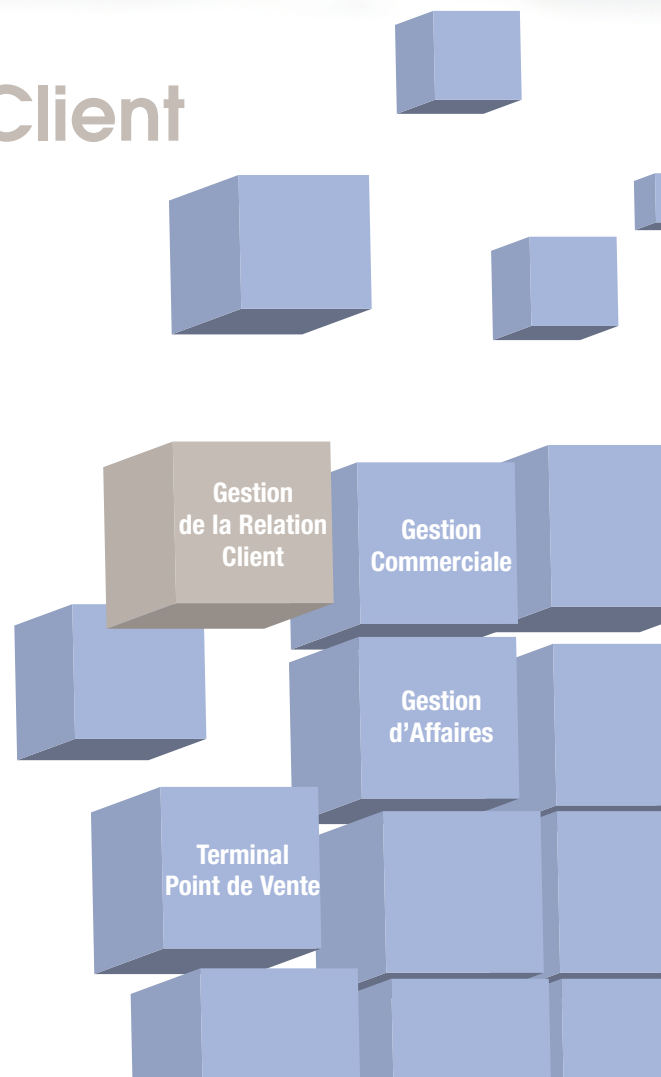 Client
Gestion
de la Relation
Client
Gestion
Commerciale
Gestion
d’Affaires
Terminal
Point de Vente